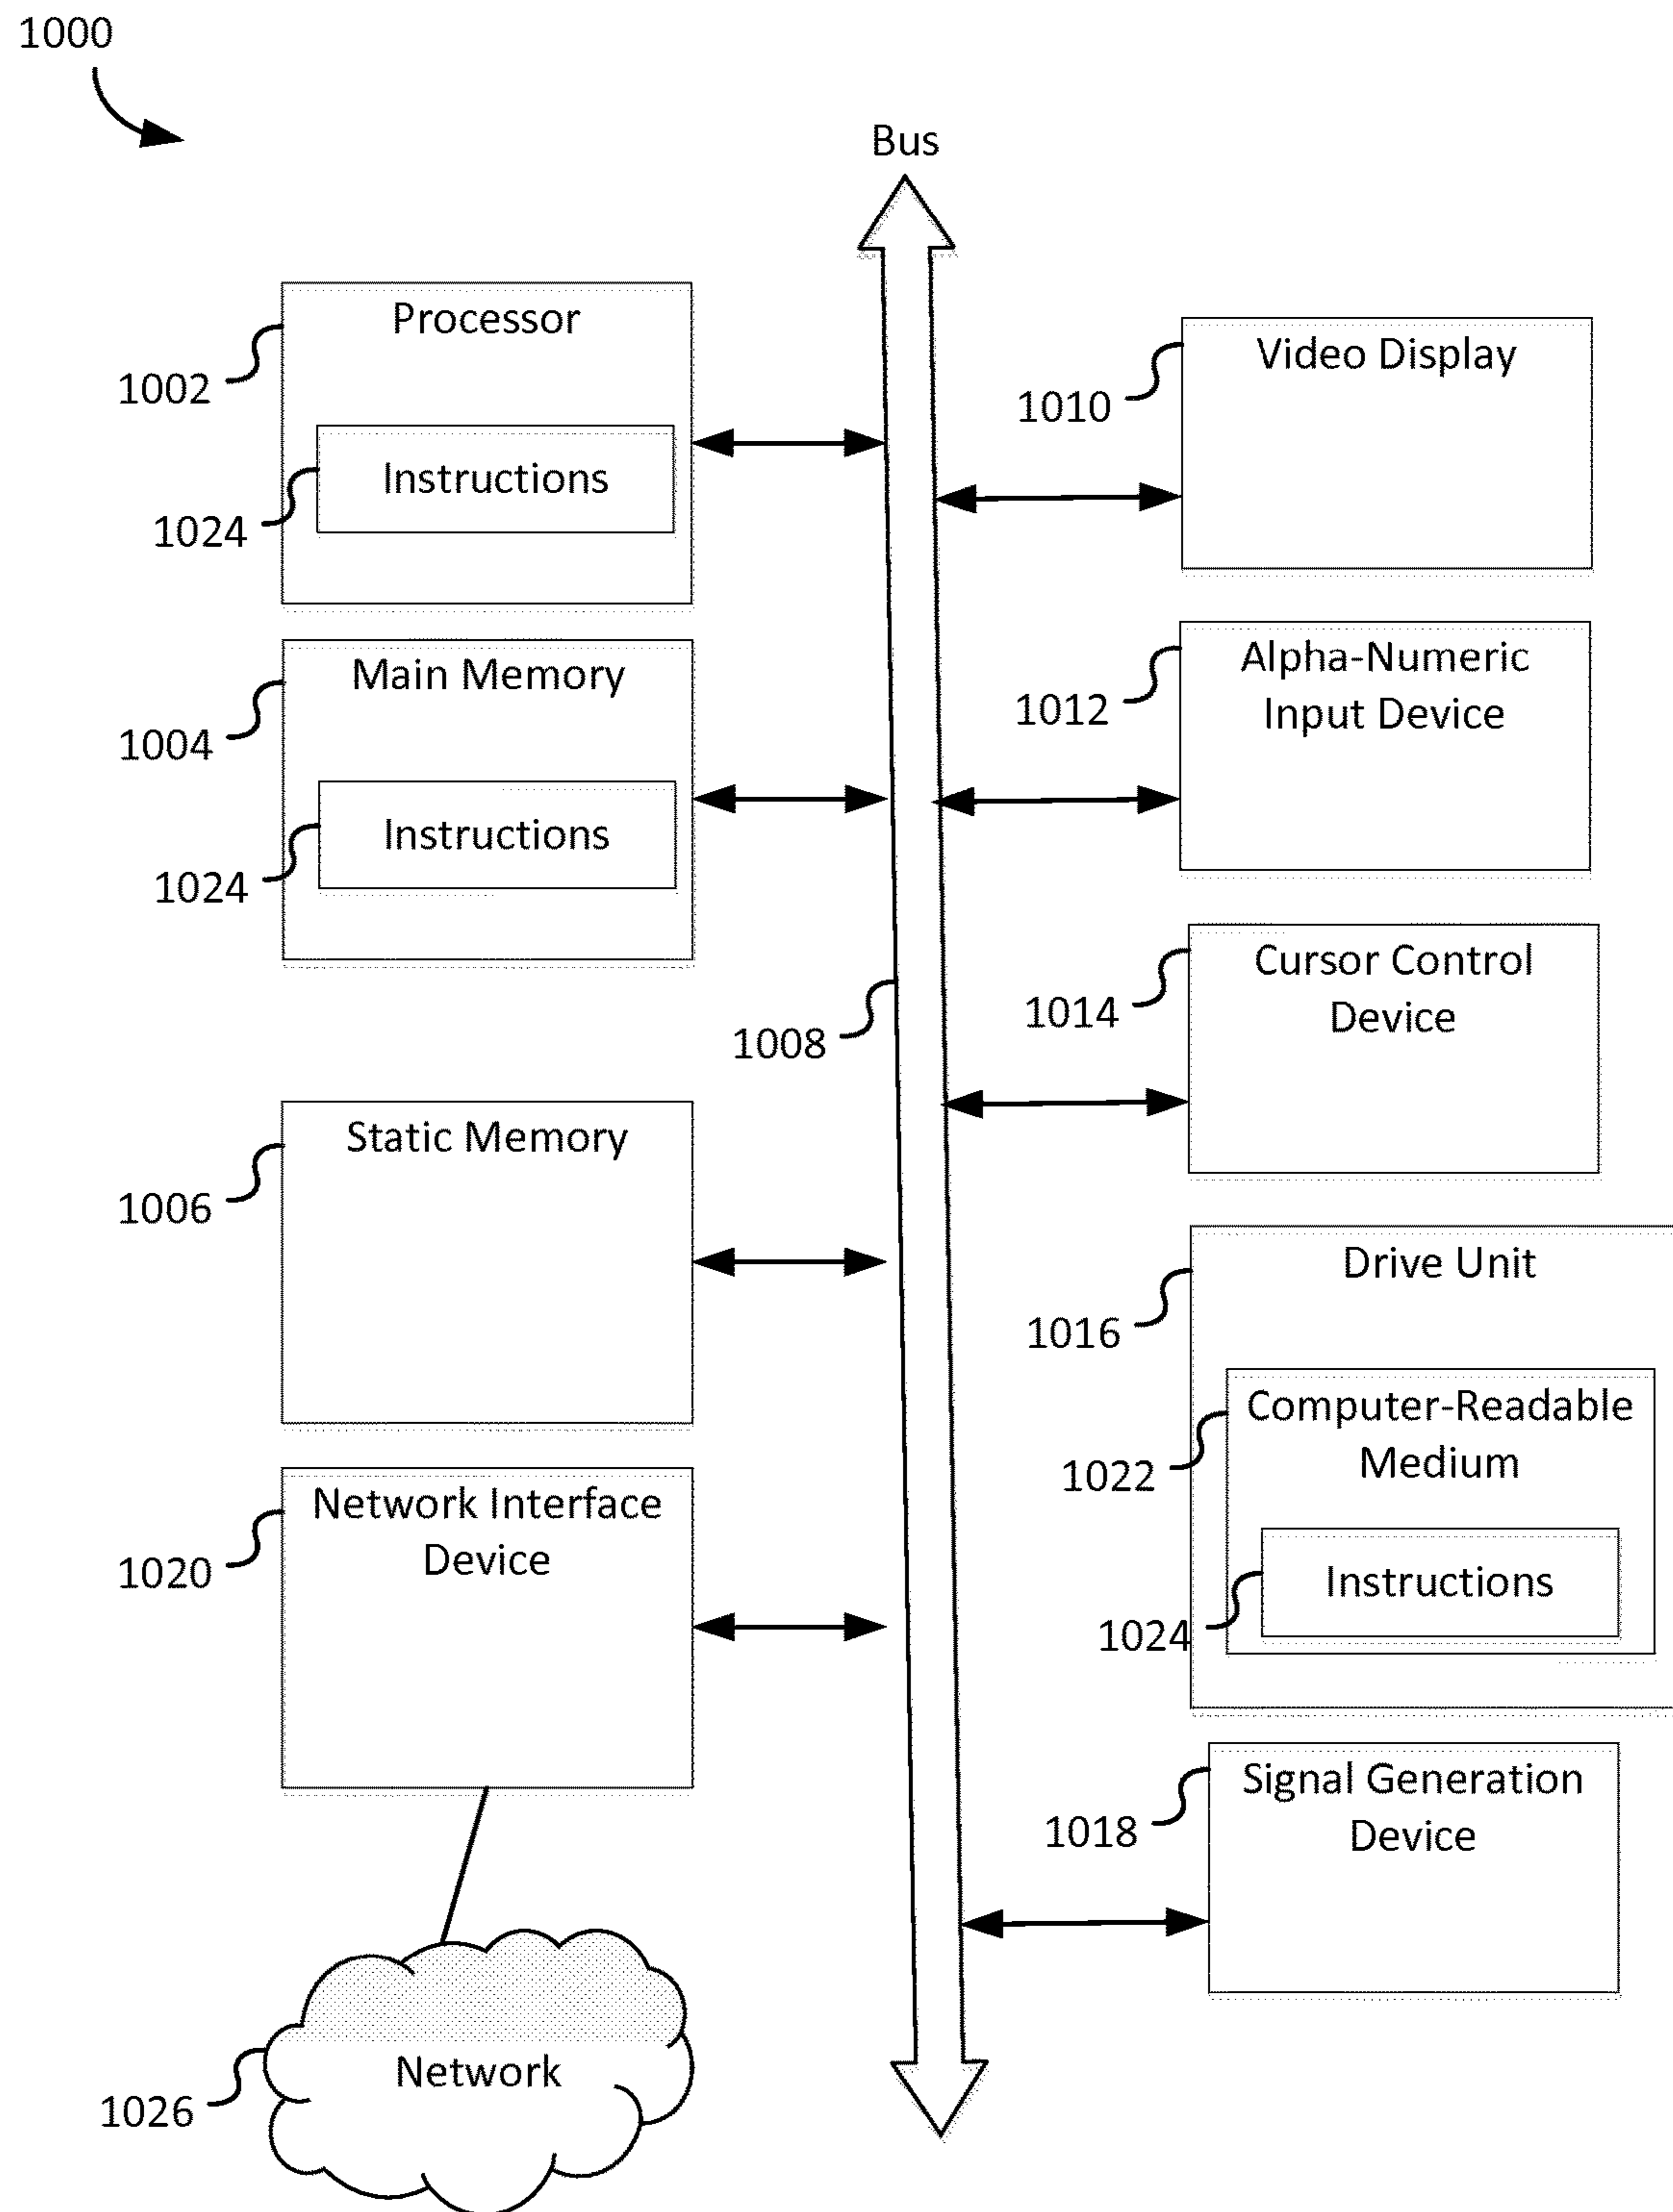 1000
Bus
Processor
1002
Instructions
1024
Main Memory
1004
Instructions
1024
1008
Static Memory
1006
Network Interface
Device
1020
Network
1026
Video Display
1010
Alpha-Numeric
Input Device
1012
Cursor Control
Device
1014
Drive Unit
1016
Computer-Readable
Medium
1022
Instructions
1024
Signal Generation
Device
1018